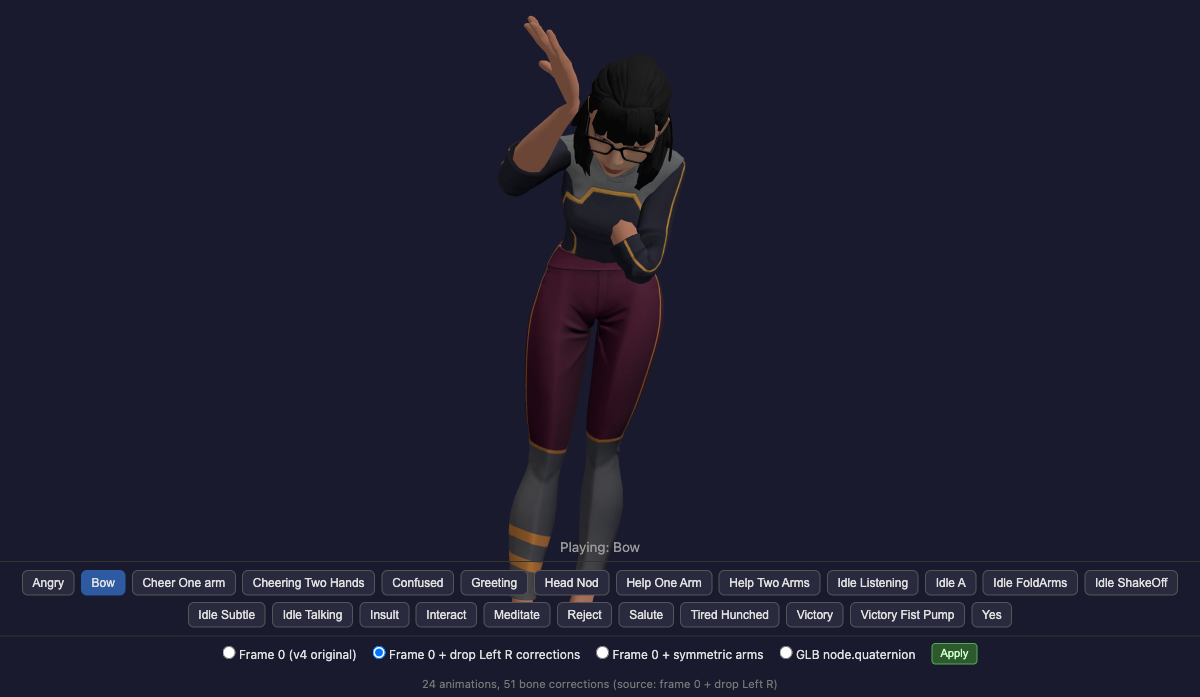 Playing: Bow
Angry Bow Cheer One arm Cheering Two Hands Confused Greeting Head Nod Help One Arm Help Two Arms Idle Listening Idle A Idle FoldArms Idle ShakeOff
Idle Subtle Idle Talking Insult Interact Meditate Reject Salute Tired Hunched Victory Victory Fist Pump Yes
Frame 0 (v4 original) Frame 0 + drop Left R corrections Frame 0 + symmetric arms GLB node.quaternion Apply
24 animations, 51 bone corrections (source: frame 0 + drop Left R)